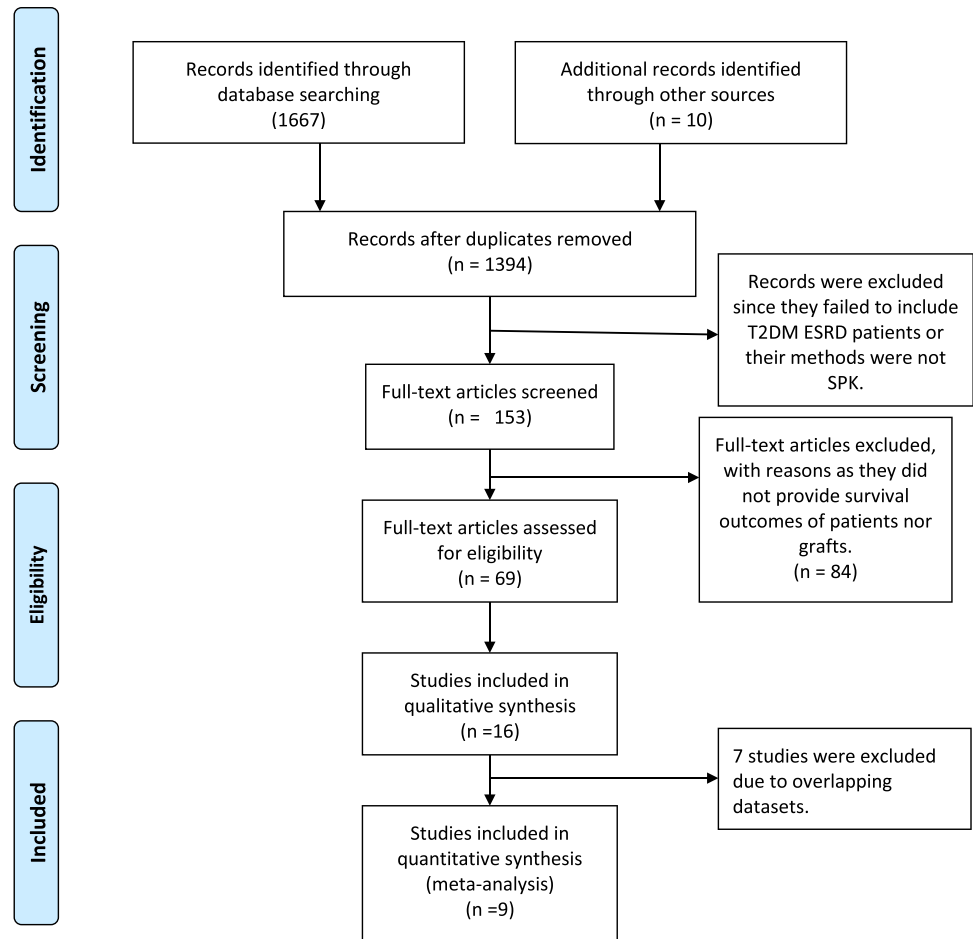 Identification
Records identified through
database searching
(1667)
Additional records identified
through other sources
(n = 10)
Records after duplicates removed
(n = 1394)
Screening
Records were excluded
since they failed to include
T2DM ESRD patients or
their methods were not
SPK.
Full-text articles screened
(n = 153)
Full-text articles excluded,
with reasons as they did
not provide survival
outcomes of patients nor
grafts.
(n = 84)
Eligibility
Full-text articles assessed
for eligibility
(n = 69)
Studies included in
qualitative synthesis
(n =16)
Included
7 studies were excluded
due to overlapping
datasets.
Studies included in
quantitative synthesis
(meta-analysis)
(n =9)